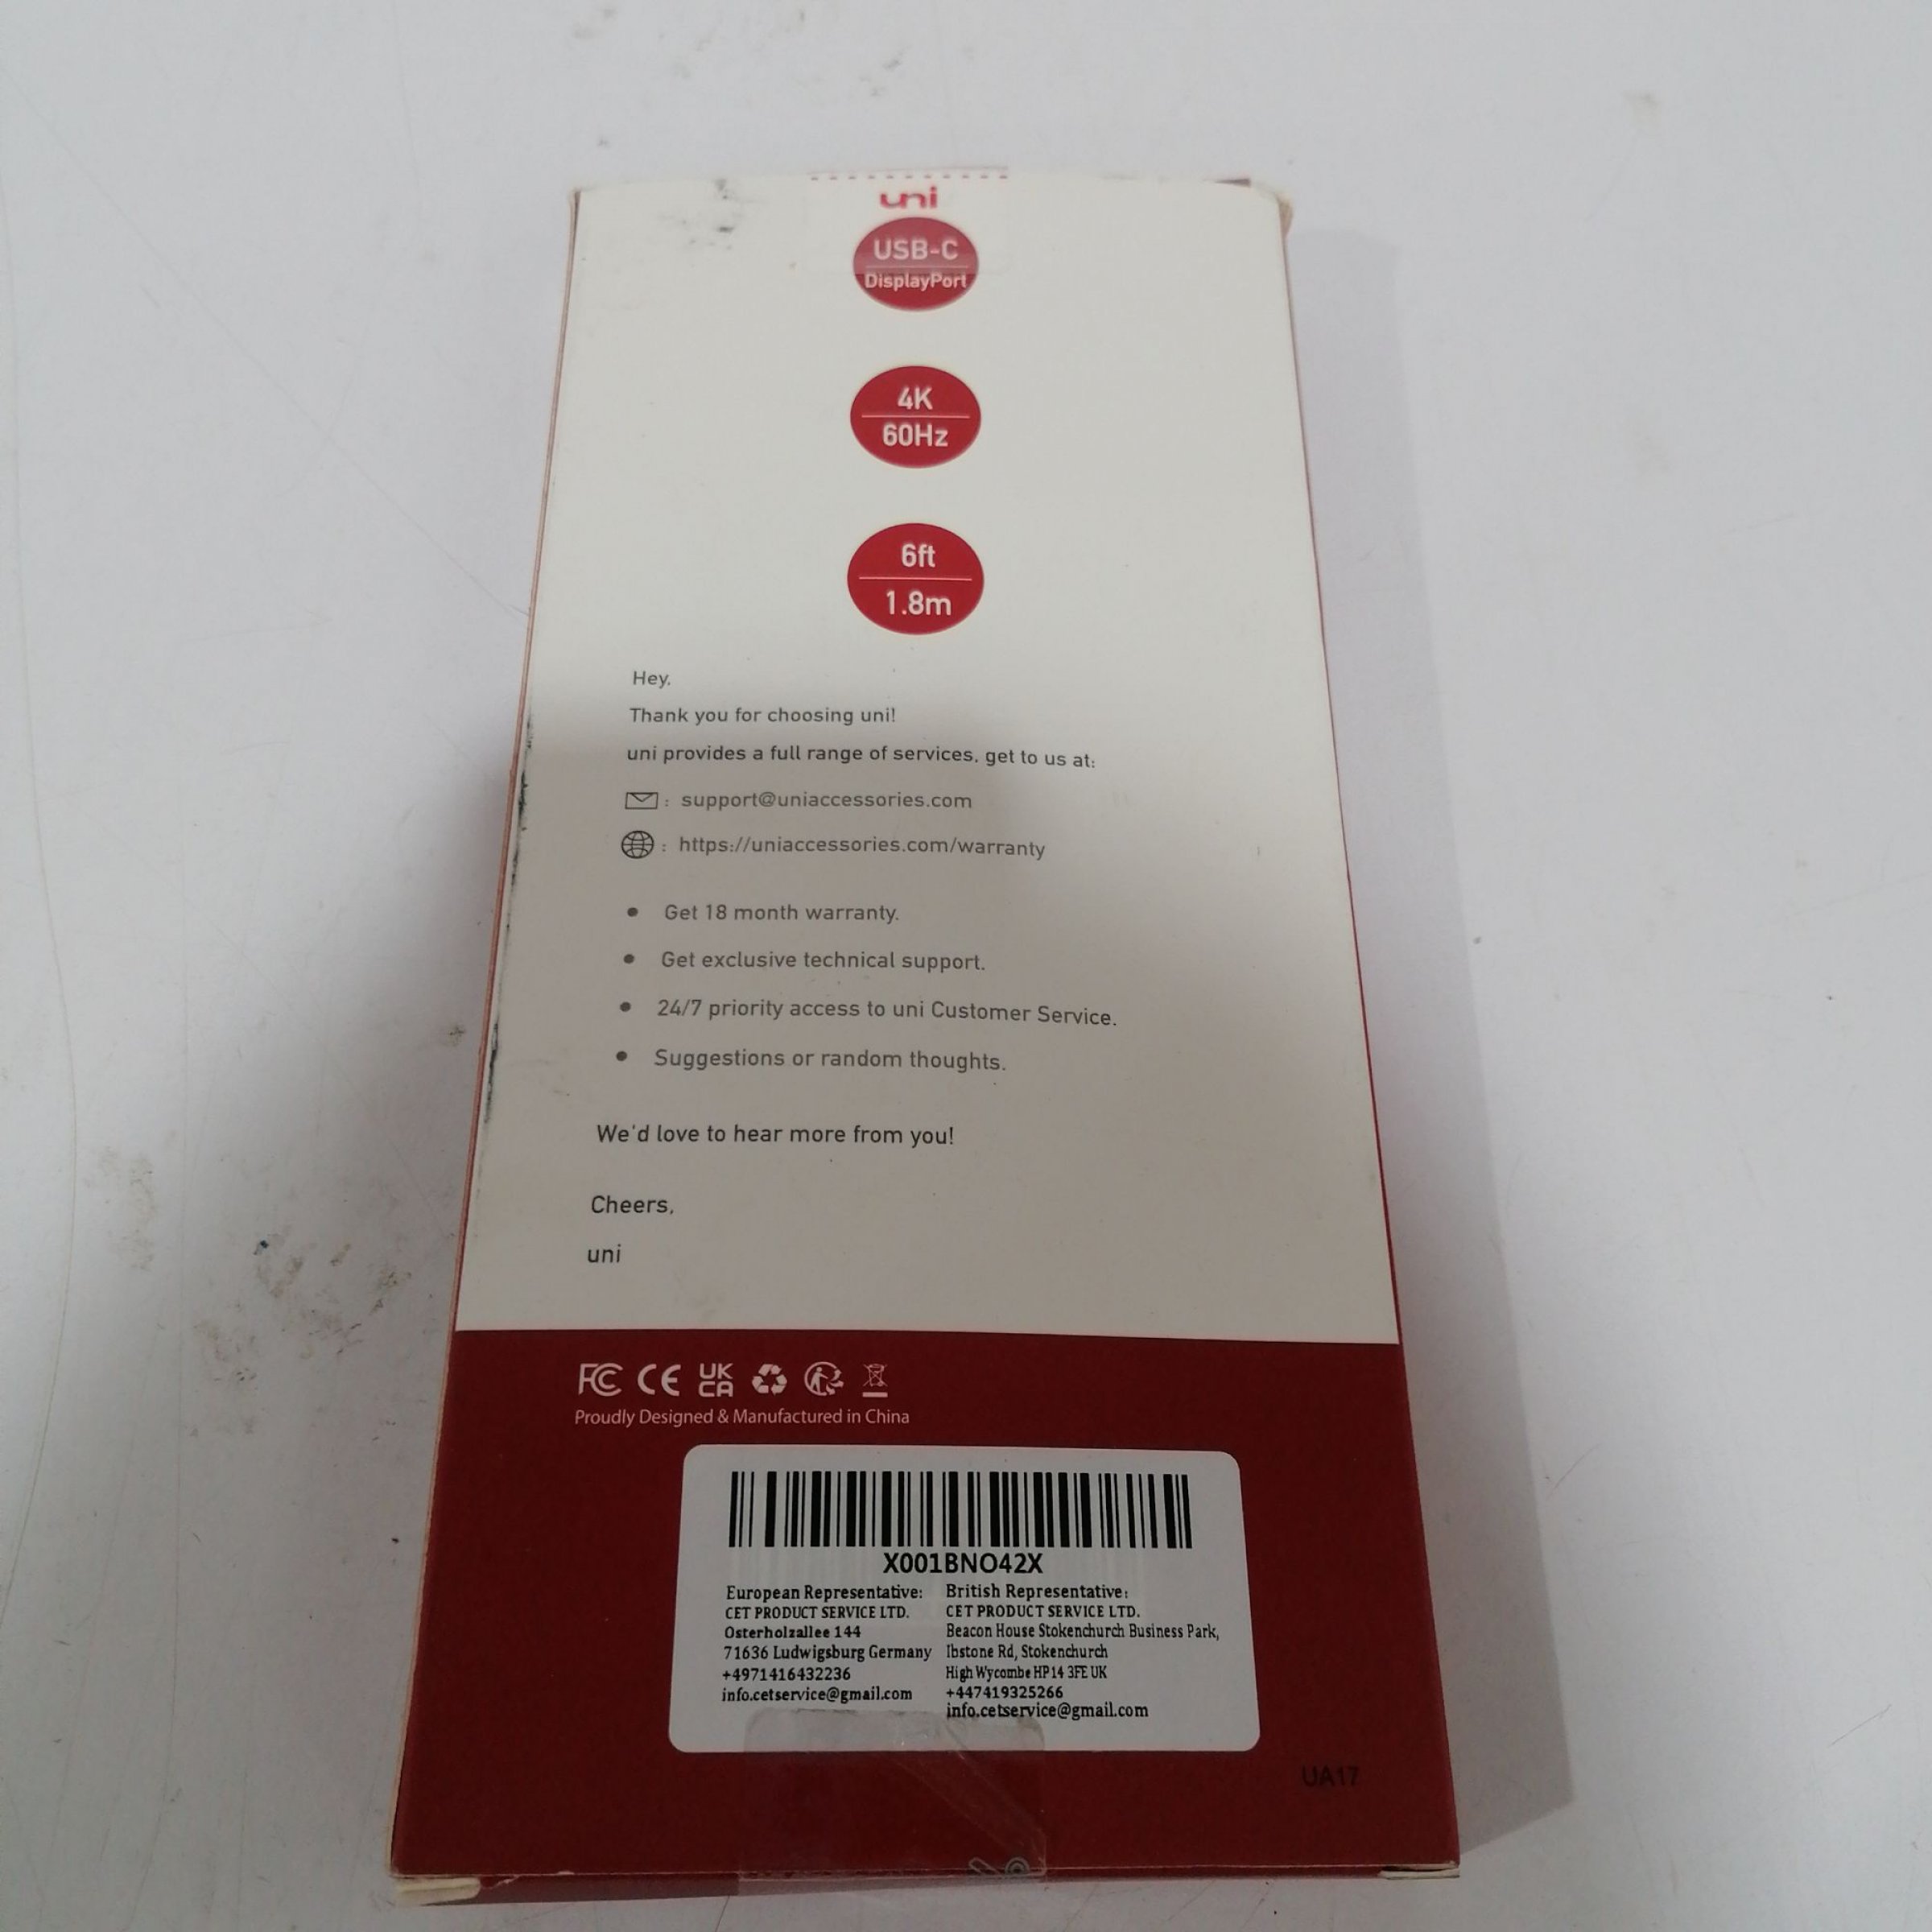 uni
USB-C
DisplayPort
4K
60Hz
6ft
1.8m
Hey.
Thank you for choosing uni!
uni provides a full range of services, get to us at:
: support@uniaccessories.com
: https://uniaccessories.com/warranty
• Get 18 month warranty.
• Get exclusive technical support.
• 24/7 priority access to uni Customer Service.
• Suggestions or random thoughts.
We'd love to hear more from you!
Cheers,
uni
FC CE UK CA
Proudly Designed & Manufactured in China
X001BNO42X
European Representative:
CET PRODUCT SERVICE LTD.
Osterholzallee 144
71636 Ludwigsburg Germany
+4971416432236
info.cetservice@gmail.com
British Representative:
CET PRODUCT SERVICE LTD.
Beacon House Stokenchurch Business Park,
Ibstone Rd, Stokenchurch
High Wycombe HP14 3FE UK
+447419325266
info.cetservice@gmail.com
UA17